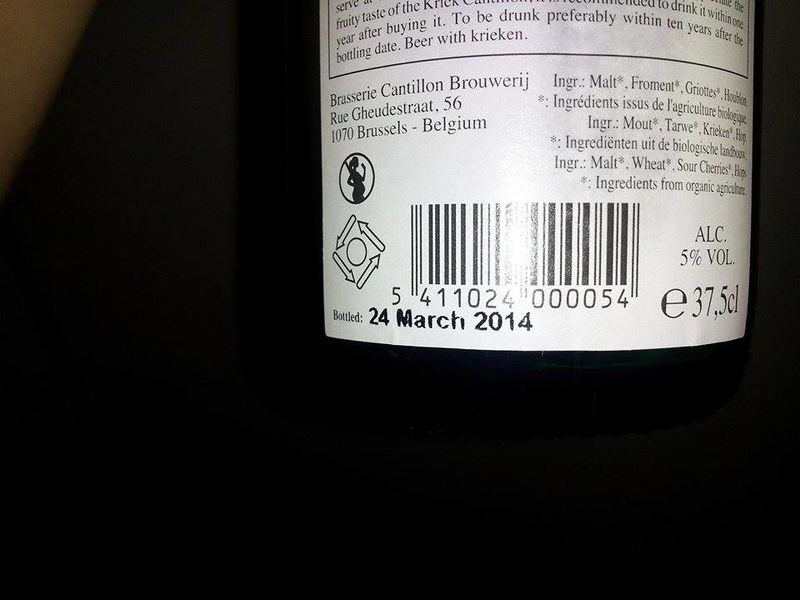 serve at
fruity taste of the Kriek Cantillon, it is recommended to drink it within one
year after buying it. To be drunk preferably within ten years after the
bottling date. Beer with krieken.
Brasserie Cantillon Brouwerij
Rue Gheudestraat, 56
1070 Brussels - Belgium
Ingr.: Malt*, Froment*, Griottes*, Houblon.
*: Ingrédients issus de l'agriculture biologique.
Ingr.: Mout*, Tarwe*, Krieken*, Hop.
*: Ingrediënten uit de biologische landbouw.
Ingr.: Malt*, Wheat*, Sour Cherries*, Hops
*: Ingredients from organic agriculture.
ALC.
5% VOL.
5 411024 000054
e 37,5cl
Bottled: 24 March 2014